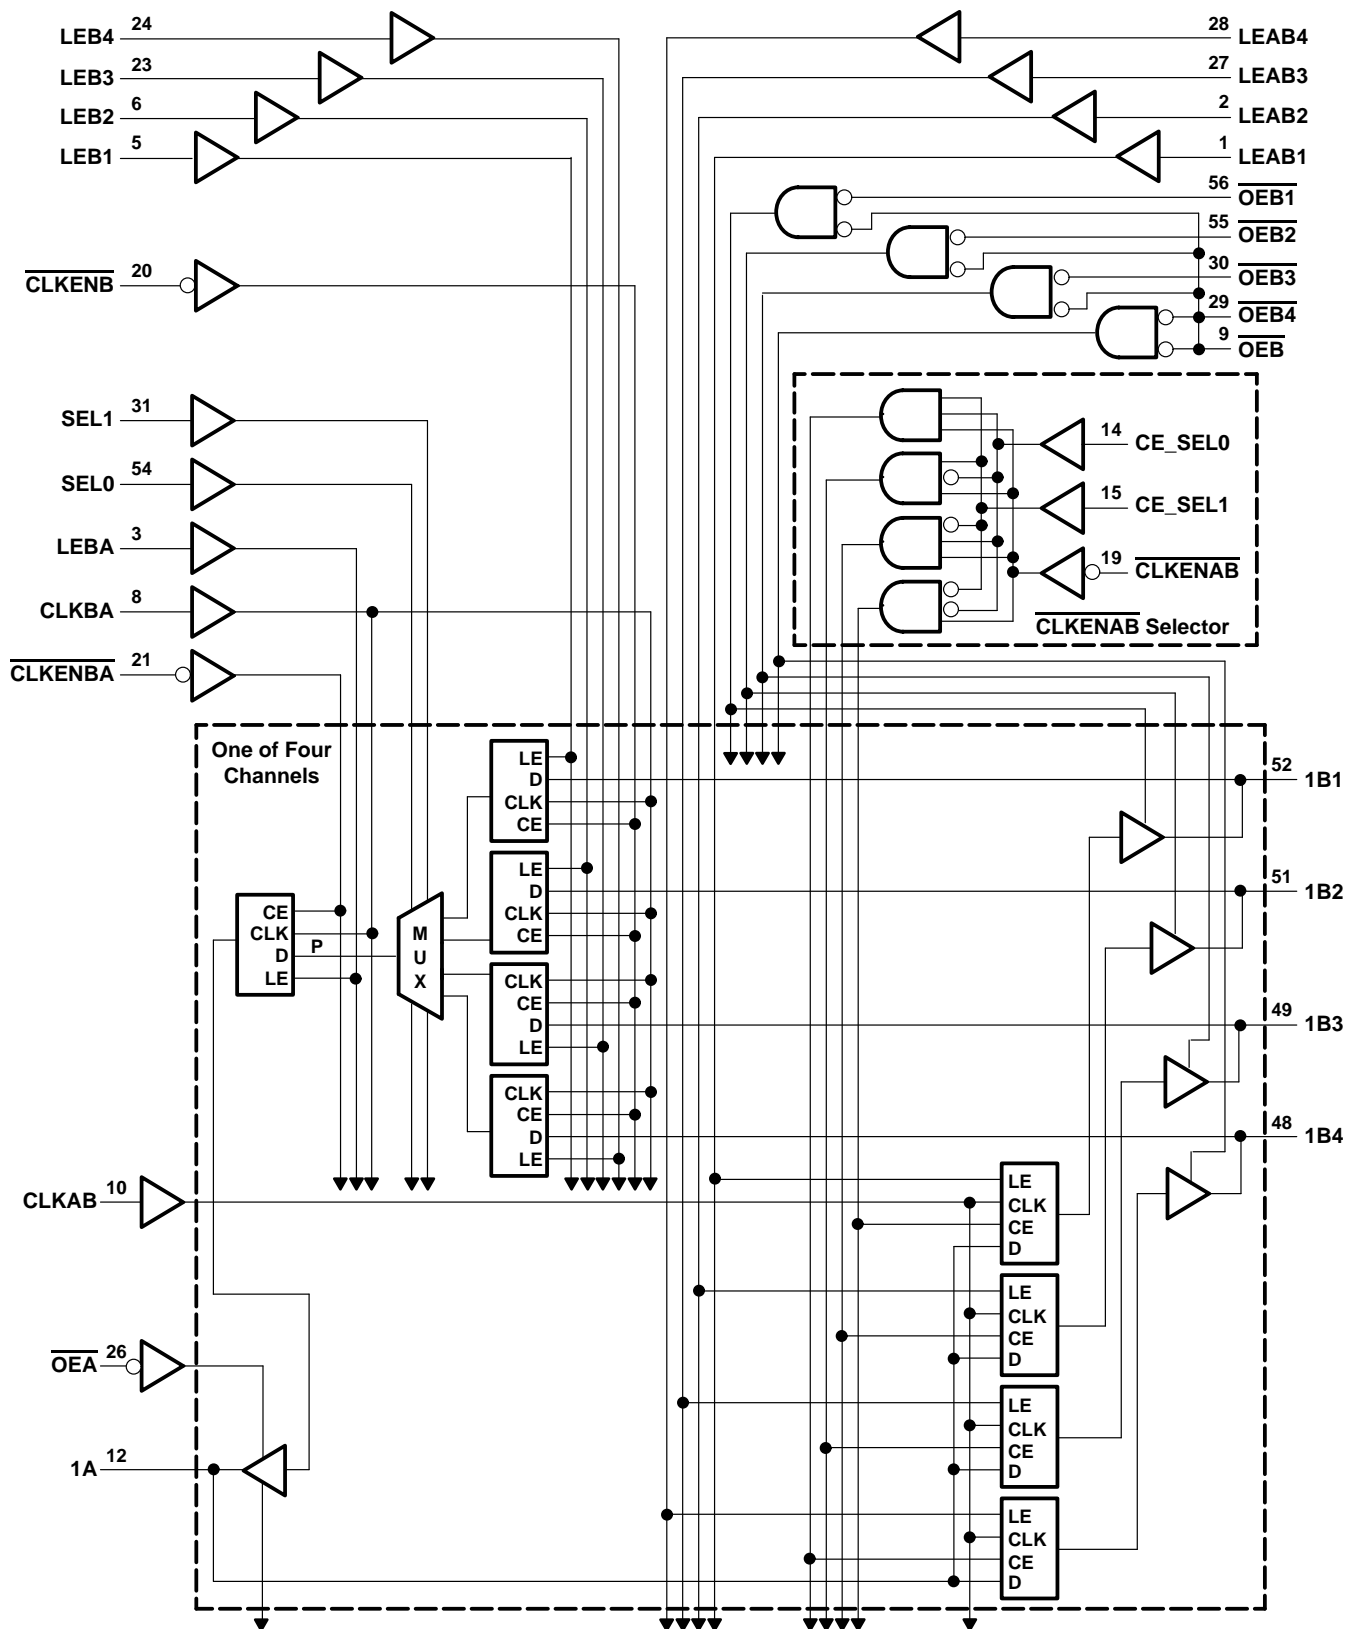 LEB4 24
LEB3 23
LEB2 6
LEB1 5
28 LEAB4
27 LEAB3
2 LEAB2
1 LEAB1
56 OEB1
55 OEB2
30 OEB3
29 OEB4
9 OEB
CLKENB 20
SEL1 31
SEL0 54
LEBA 3
CLKBA 8
CLKENBA 21
14 CE_SEL0
15 CE_SEL1
19 CLKENAB
CLKENAB Selector
One of Four
Channels
LE
D
CLK
CE
52 1B1
LE
D
CLK
CE
51 1B2
CE
CLK
D
LE
P
M
U
X
CLK
CE
D
LE
49 1B3
CLK
CE
D
LE
48 1B4
CLKAB 10
OEA 26
1A 12
LE
CLK
CE
D
LE
CLK
CE
D
LE
CLK
CE
D
LE
CLK
CE
D